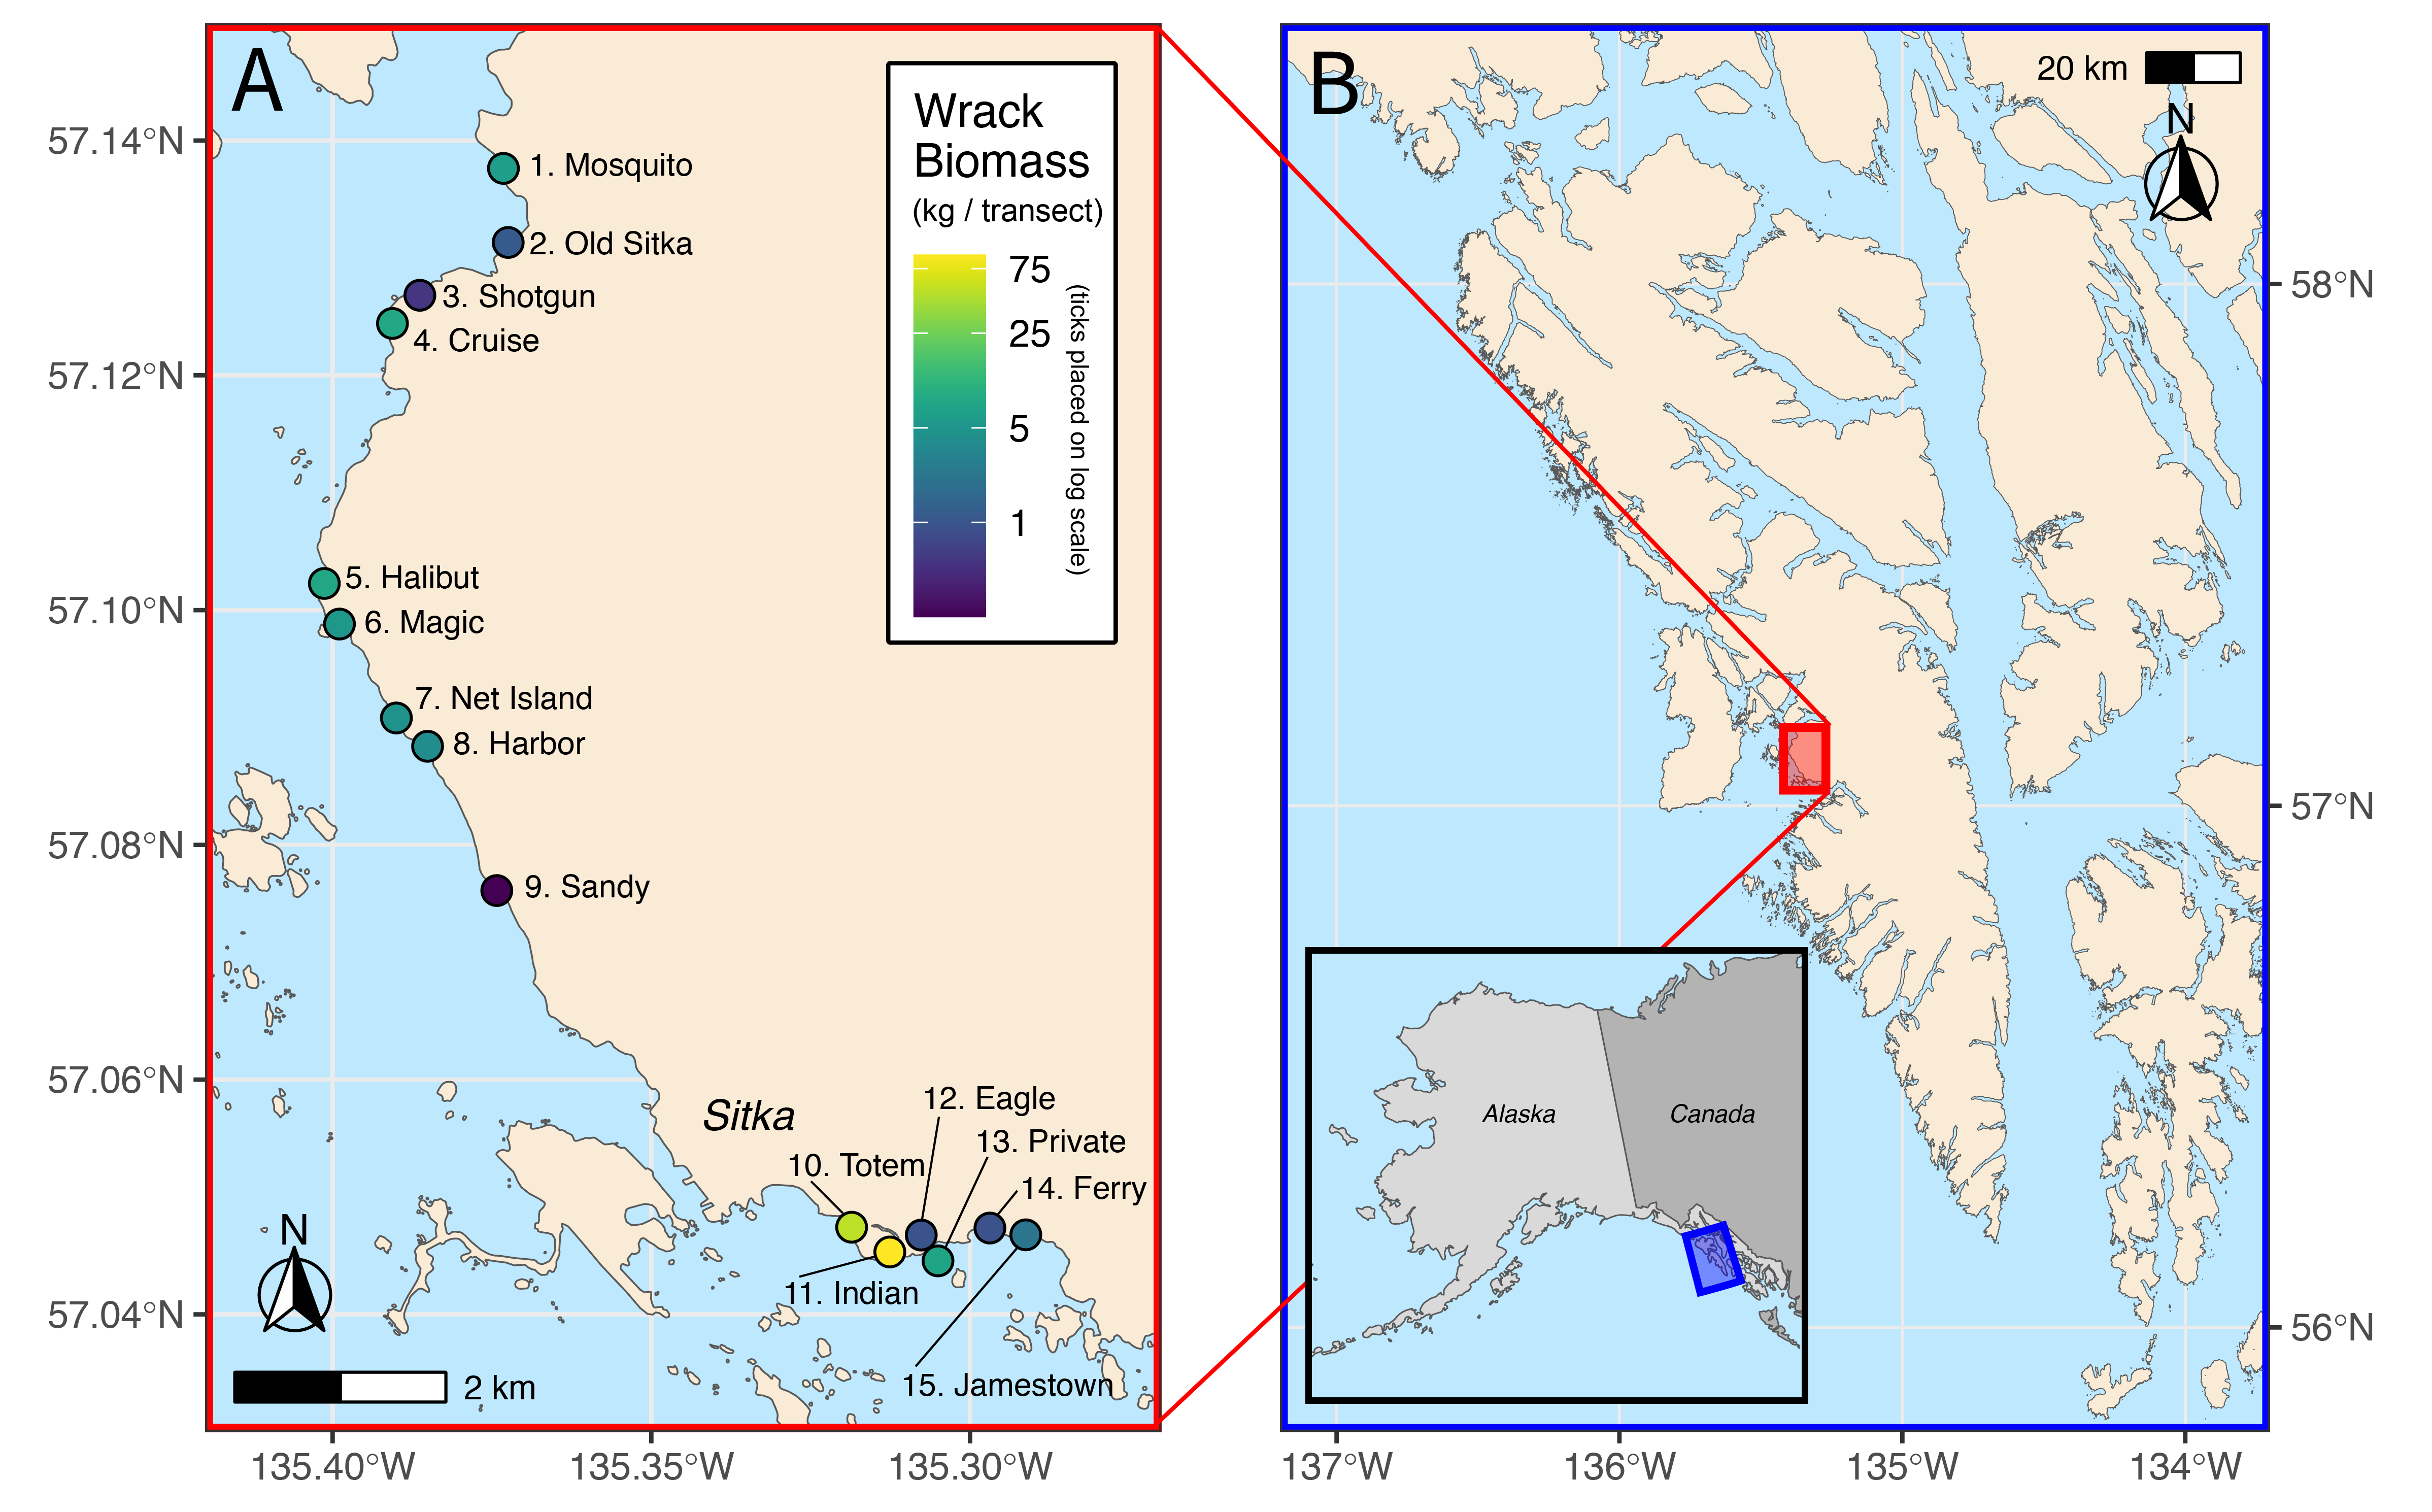 A
Wrack
Biomass
(kg / transect)
75
25
5
1
(ticks placed on log scale)
57.14°N
57.12°N
57.10°N
57.08°N
57.06°N
57.04°N
1. Mosquito
2. Old Sitka
3. Shotgun
4. Cruise
5. Halibut
6. Magic
7. Net Island
8. Harbor
9. Sandy
Sitka
12. Eagle
13. Private
10. Totem
14. Ferry
11. Indian
15. Jamestown
N
2 km
135.40°W
135.35°W
135.30°W
B
20 km
N
58°N
57°N
56°N
Alaska
Canada
137°W
136°W
135°W
134°W